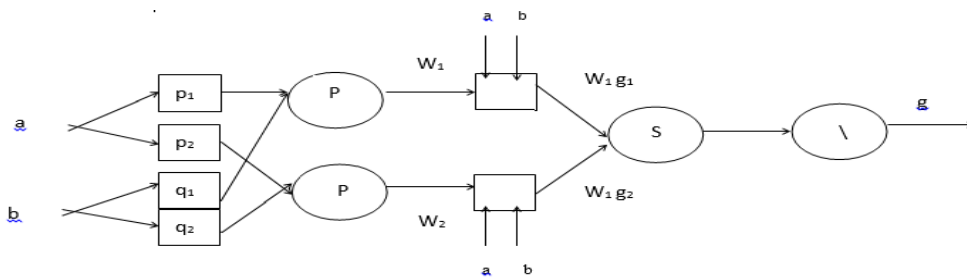 a b
W₁ W₁ g₁
p₁ P
g
a p₂ S \
q₁ P
b q₂ W₁ g₂
W₂
a b